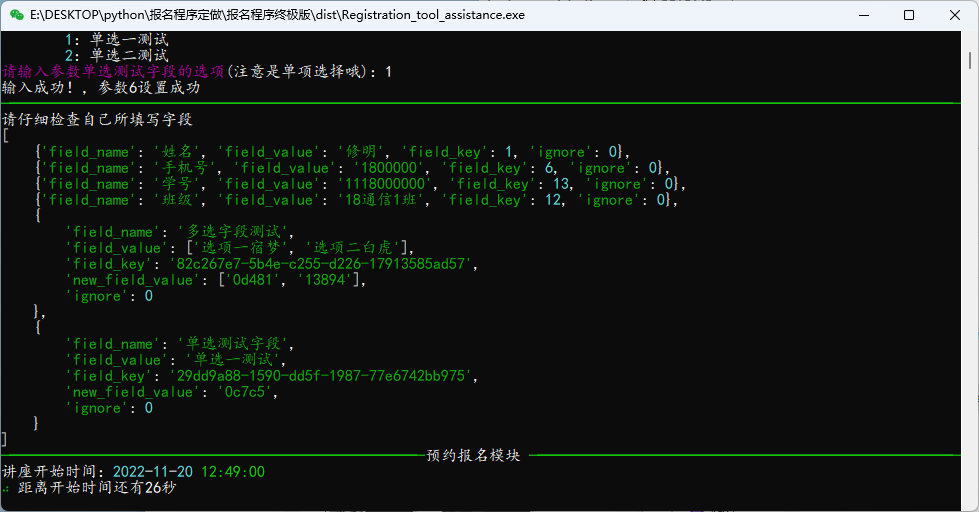 E:\DESKTOP\python\报名程序定做\报名程序终极版\dist\Registration_tool_assistance.exe
1: 单选一测试
2: 单选二测试
请输入参数单选测试字段的选项(注意是单项选择哦): 1
输入成功！, 参数6设置成功
请仔细检查自己所填写字段
[
{'field_name': '姓名', 'field_value': '修明', 'field_key': 1, 'ignore': 0},
{'field_name': '手机号', 'field_value': '1800000', 'field_key': 6, 'ignore': 0},
{'field_name': '学号', 'field_value': '1118000000', 'field_key': 13, 'ignore': 0},
{'field_name': '班级', 'field_value': '18通信1班', 'field_key': 12, 'ignore': 0},
{
'field_name': '多选字段测试',
'field_value': ['选项一宿梦', '选项二白虎'],
'field_key': '82c267e7-5b4e-c255-d226-17913585ad57',
'new_field_value': ['0d481', '13894'],
'ignore': 0
},
{
'field_name': '单选测试字段',
'field_value': '单选一测试',
'field_key': '29dd9a88-1590-dd5f-1987-77e6742bb975',
'new_field_value': '0c7c5',
'ignore': 0
}
]
预约报名模块
讲座开始时间: 2022-11-20 12:49:00
距离开始时间还有26秒